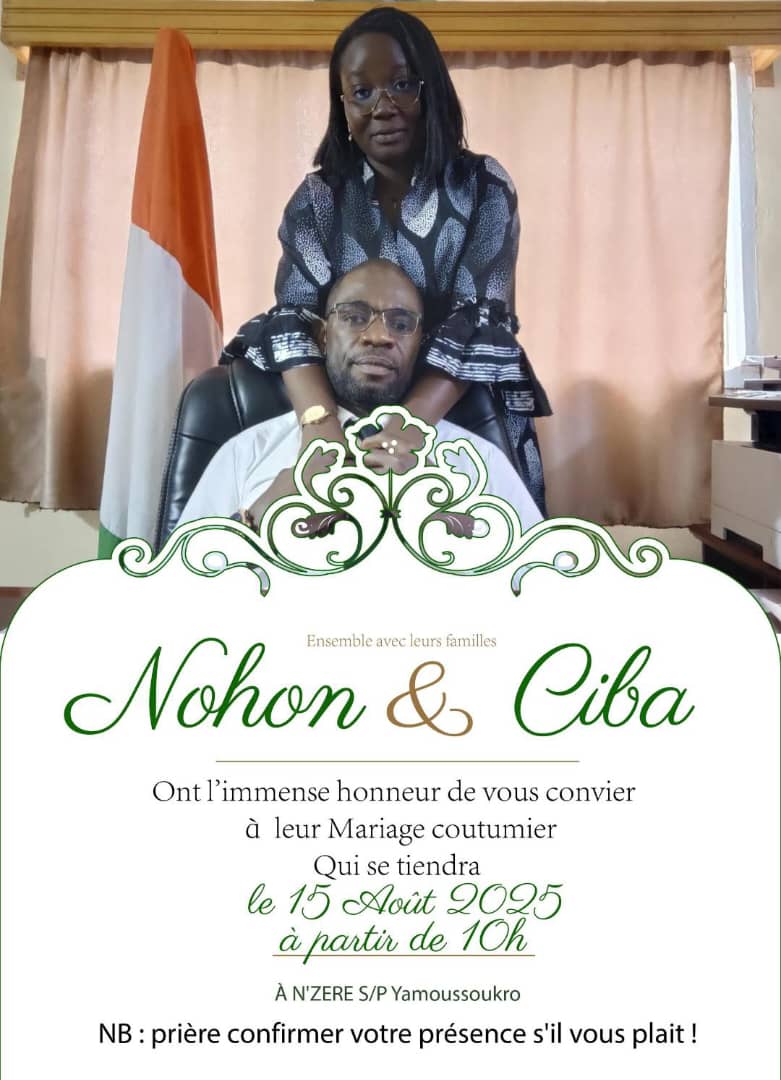 Ensemble avec leurs familles
Nohon & Ciba
Ont l'immense honneur de vous convier
à leur Mariage coutumier
Qui se tiendra
le 15 Août 2025
à partir de 10h
À N'ZERE S/P Yamoussoukro
NB : prière confirmer votre présence s'il vous plait !